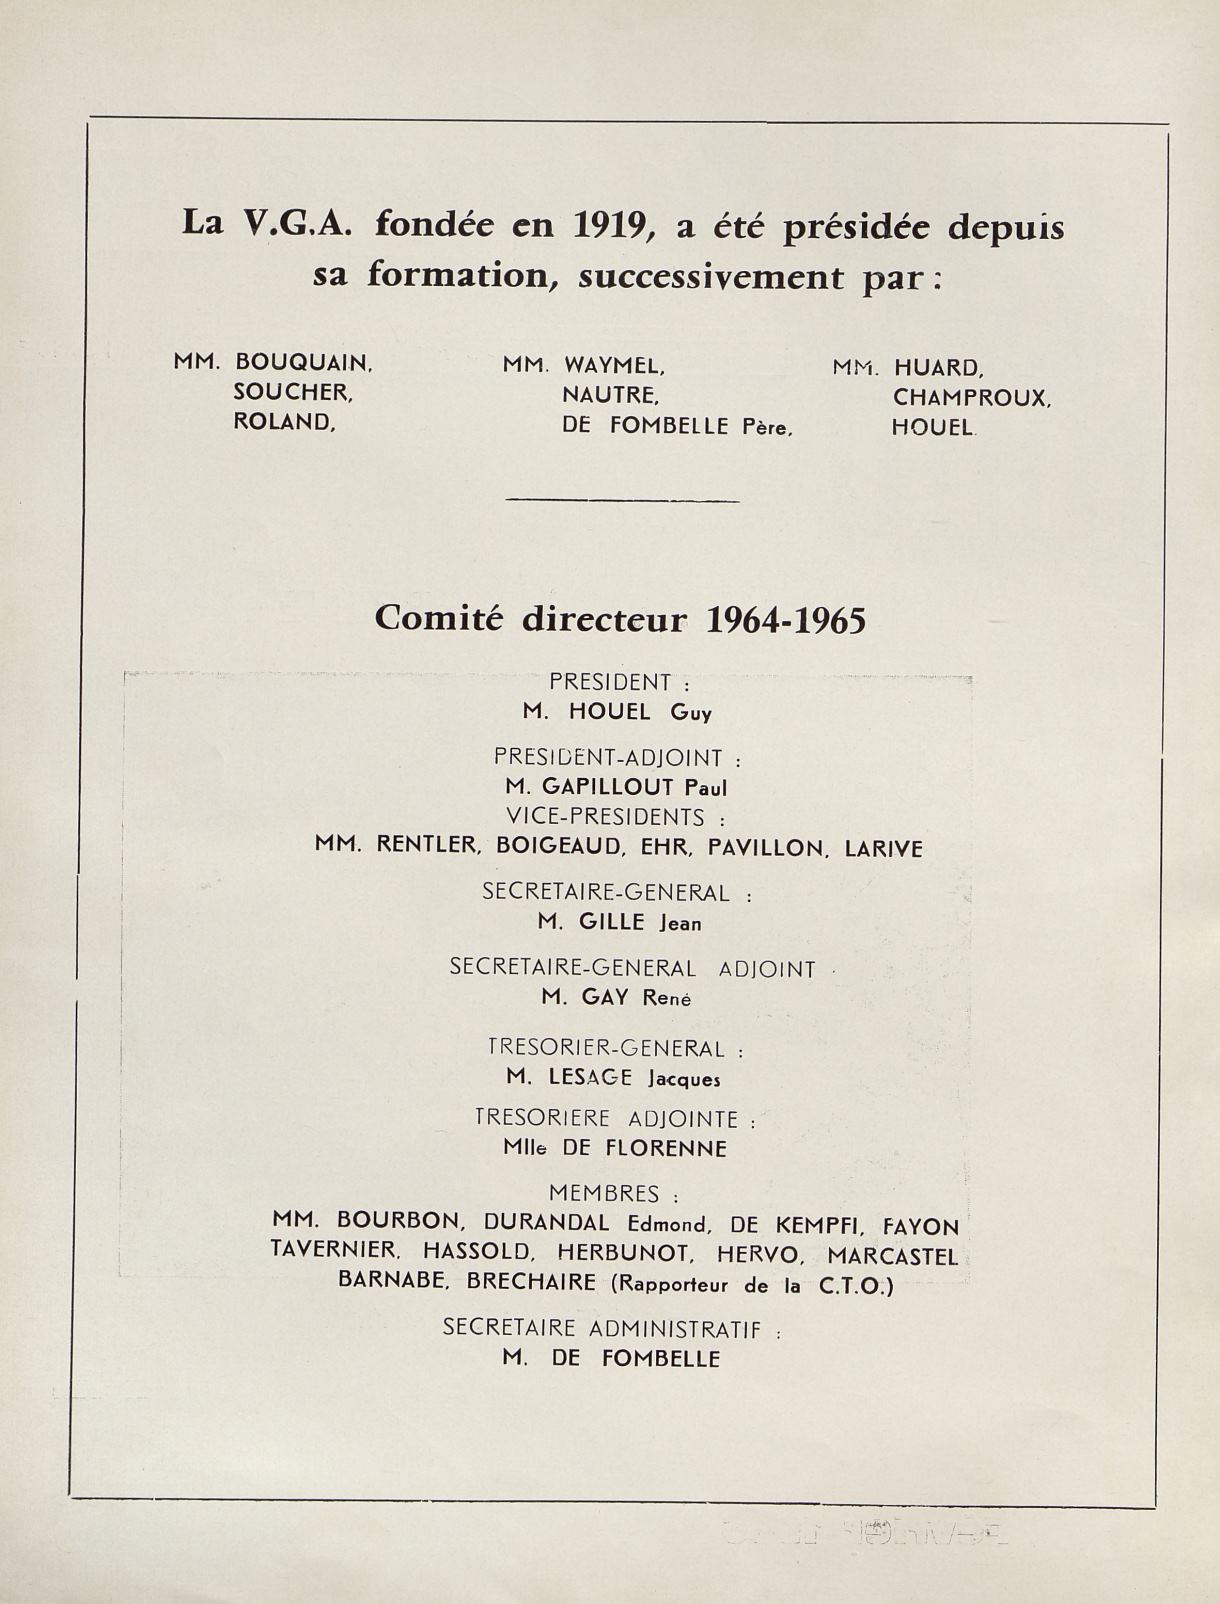 La V.G.A. fondée en 1919, a été présidée depuis
sa formation, successivement par :
MM. BOUQUAIN,
SOUCHER,
ROLAND,
MM. WAYMEL,
NAUTRE,
DE FOMBELLE Père,
MM. HUARD,
CHAMPROUX,
HOUEL.
Comité directeur 1964-1965
PRESIDENT :
M. HOUEL Guy
PRESIDENT-ADJOINT :
M. GAPILLOUT Paul
VICE-PRESIDENTS :
MM. RENTLER, BOIGEAUD, EHR, PAVILLON, LARIVE
SECRETAIRE-GENERAL :
M. GILLE Jean
SECRETAIRE-GENERAL ADJOINT
M. GAY René
TRESORIER-GENERAL :
M. LESAGE Jacques
TRESORIERE ADJOINTE :
Mlle DE FLORENNE
MEMBRES :
MM. BOURBON, DURANDAL Edmond, DE KEMPFI, FAYON
TAVERNIER, HASSOLD, HERBUNOT, HERVO, MARCASTEL
BARNABE, BRECHAIRE (Rapporteur de la C.T.O.)
SECRETAIRE ADMINISTRATIF :
M. DE FOMBELLE